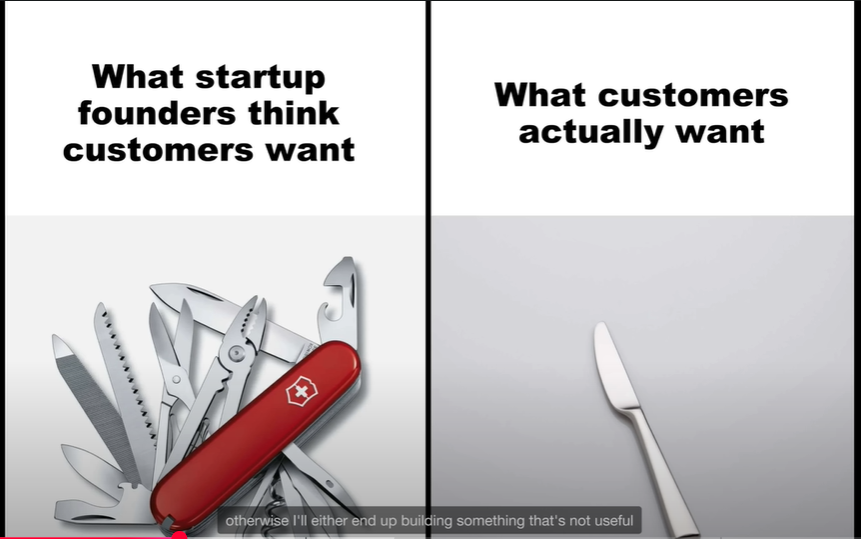 What startup
founders think
customers want
What customers
actually want
otherwise I'll either end up building something that's not useful